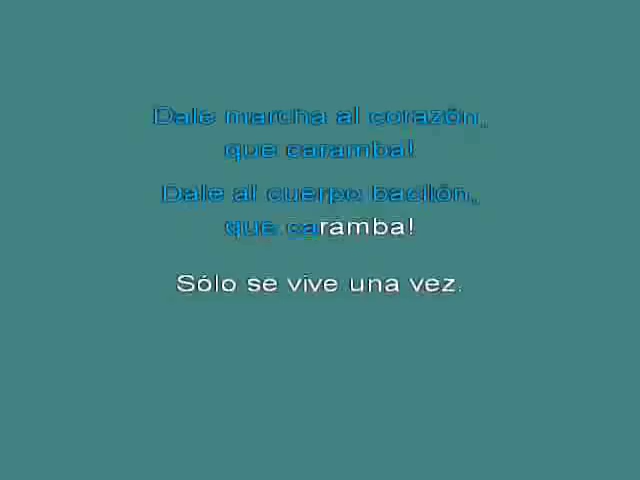 Dale marcha al corazón,
que caramba!
Dale al cuerpo bacilón,
que caramba!
Sólo se vive una vez.